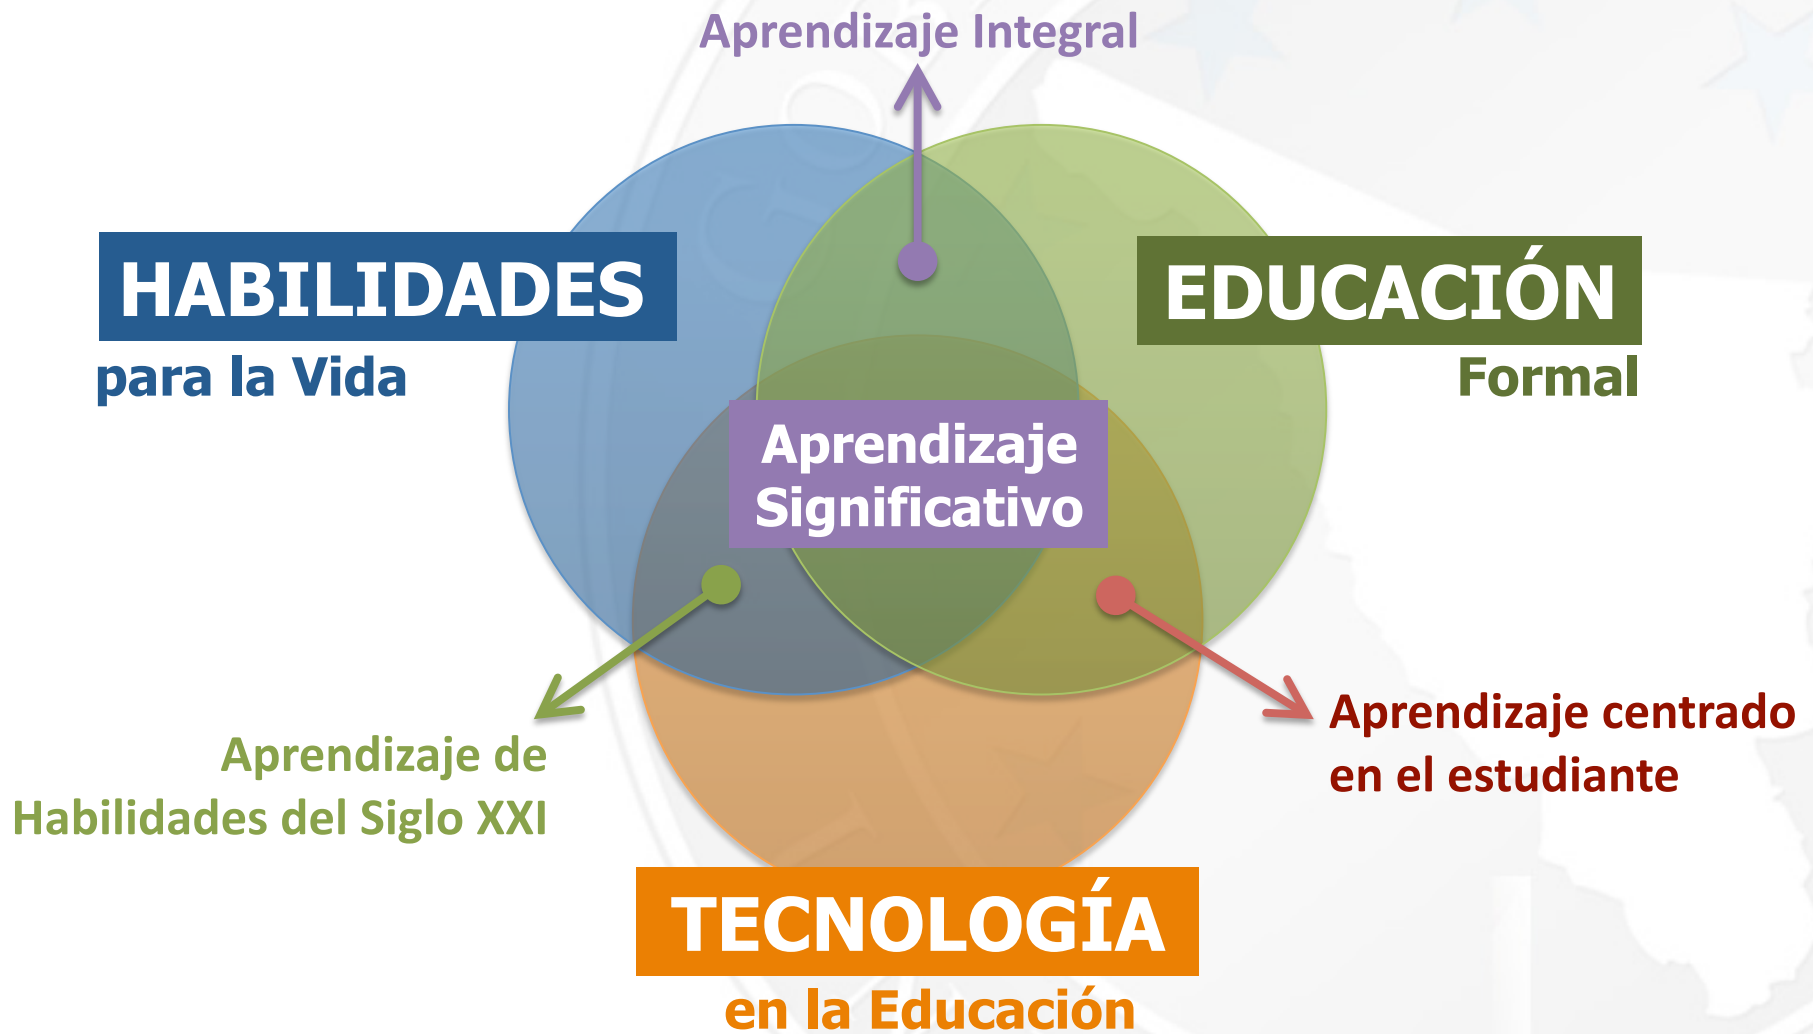 Aprendizaje Integral
HABILIDADES
para la Vida
EDUCACIÓN
Formal
Aprendizaje
Significativo
Aprendizaje de
Habilidades del Siglo XXI
Aprendizaje centrado
en el estudiante
TECNOLOGÍA
en la Educación